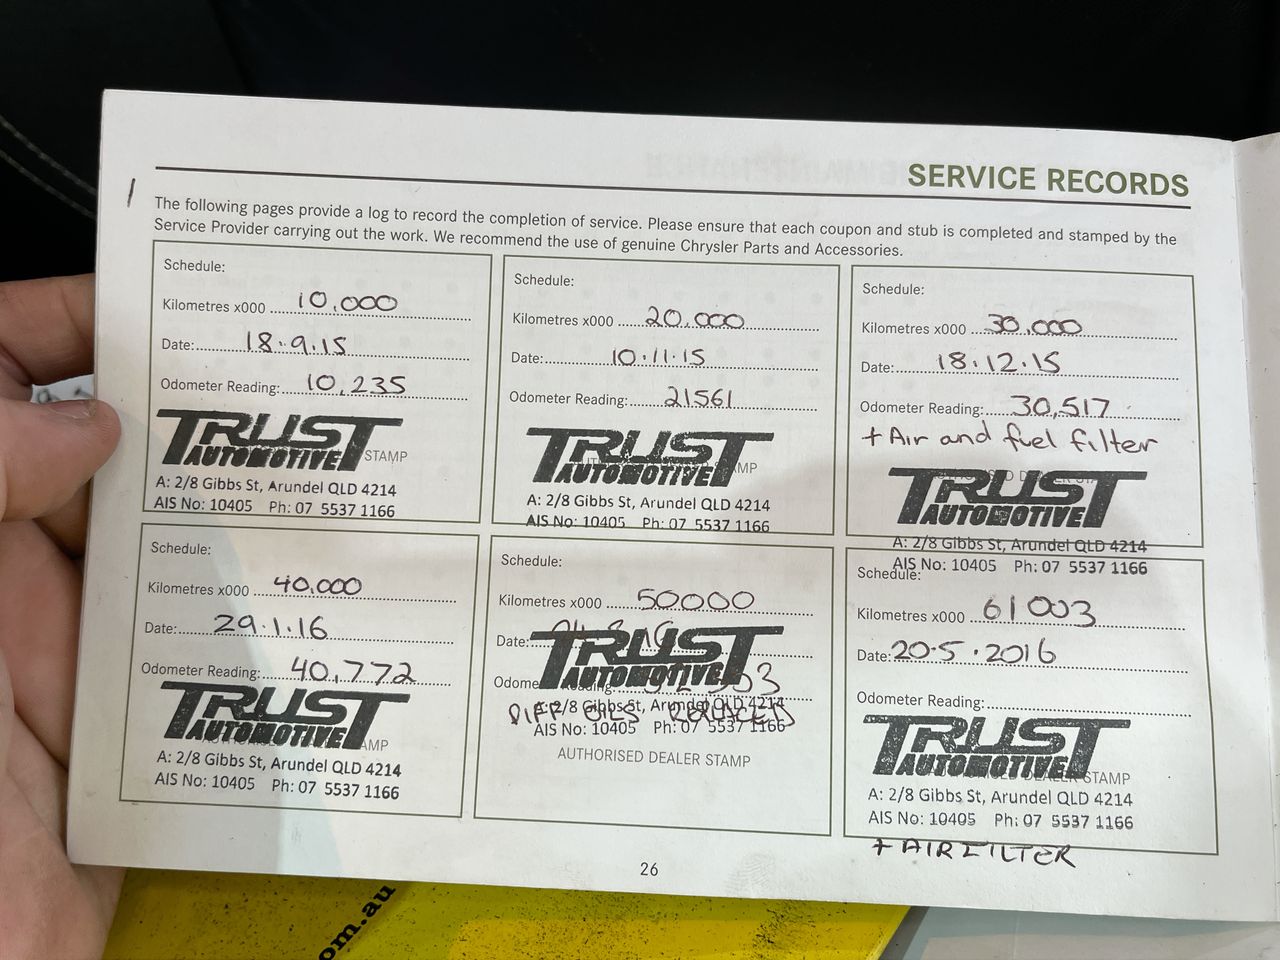 SERVICE RECORDS
The following pages provide a log to record the completion of service. Please ensure that each coupon and stub is completed and stamped by the
Service Provider carrying out the work. We recommend the use of genuine Chrysler Parts and Accessories.
Schedule:
Kilometres x000 10,000
Date: 18.9.15
Odometer Reading: 10,235
TRUST
AUTOMOTIVE STAMP
A: 2/8 Gibbs St, Arundel QLD 4214
AIS No: 10405 Ph: 07 5537 1166
Schedule:
Kilometres x000 20,000
Date: 10.11.15
Odometer Reading: 21561
TRUST
AUTOMOTIVE
A: 2/8 Gibbs St, Arundel QLD 4214
AIS No: 10405 Ph: 07 5537 1166
Schedule:
Kilometres x000 30,000
Date: 18.12.15
Odometer Reading: 30,517
+ Air and fuel filter
TRUST
AUTOMOTIVE
A: 2/8 Gibbs St, Arundel QLD 4214
AIS No: 10405 Ph: 07 5537 1166
Schedule:
Kilometres x000 40,000
Date: 29.1.16
Odometer Reading: 40,772
TRUST
AUTOMOTIVE
A: 2/8 Gibbs St, Arundel QLD 4214
AIS No: 10405 Ph: 07 5537 1166
Schedule:
Kilometres x000 50000
Date:
TRUST
AUTOMOTIVE
A: 2/8 Gibbs St, Arundel QLD 4214
DIFF OILS REPLACED
AIS No: 10405 Ph: 07 5537 1166
AUTHORISED DEALER STAMP
Schedule:
Kilometres x000 61003
Date: 20.5.2016
Odometer Reading:
TRUST
AUTOMOTIVE STAMP
A: 2/8 Gibbs St, Arundel QLD 4214
AIS No: 10405 Ph: 07 5537 1166
+ AIR FILTER
26
om.au